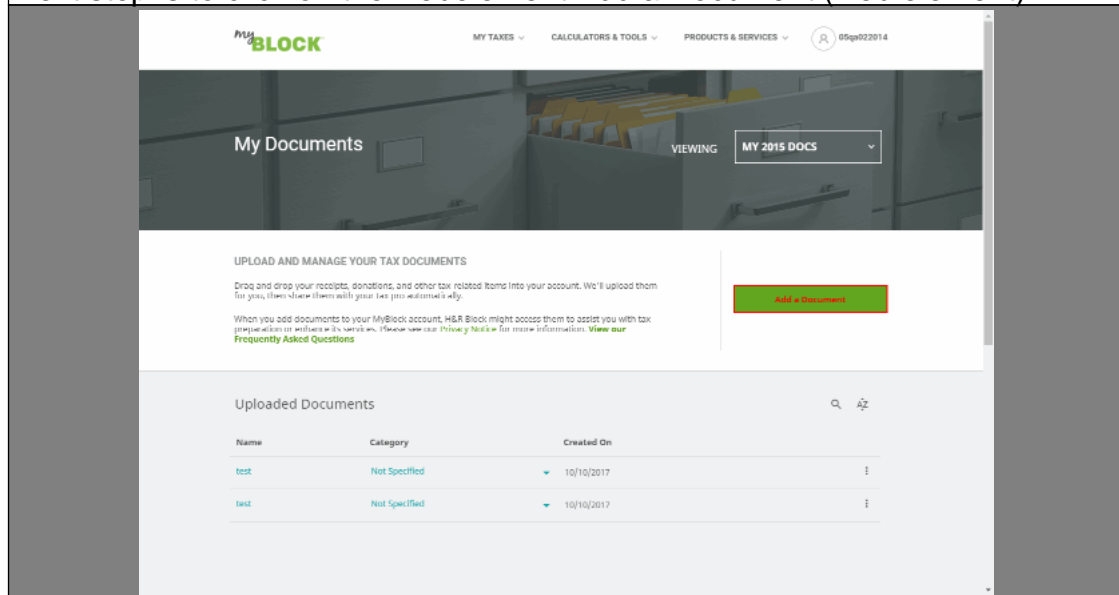 my BLOCK
MY TAXES
CALCULATORS & TOOLS
PRODUCTS & SERVICES
05qa022014
My Documents
VIEWING
MY 2015 DOCS
UPLOAD AND MANAGE YOUR TAX DOCUMENTS
Drag and drop your receipts, donations, and other tax related items into your account. We'll upload them
for you, then share them with your tax pro automatically.
Add a Document
When you add documents to your MyBlock account, H&R Block might access them to assist you with tax
preparation or enhance its services. Please see our Privacy Notice for more information. View our
Frequently Asked Questions
Uploaded Documents
AZ
Name Category Created On
test Not Specified 10/10/2017
test Not Specified 10/10/2017